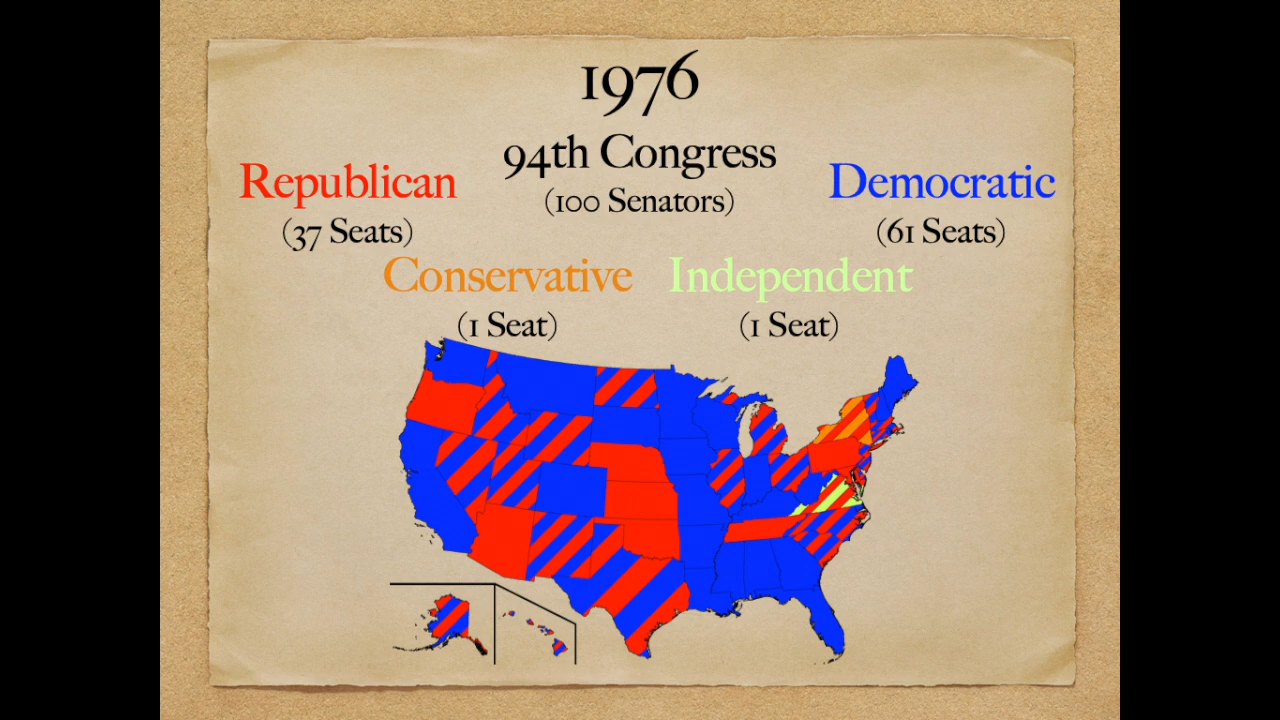 1976
94th Congress
(100 Senators)
Republican
(37 Seats)
Democratic
(61 Seats)
Conservative
(1 Seat)
Independent
(1 Seat)